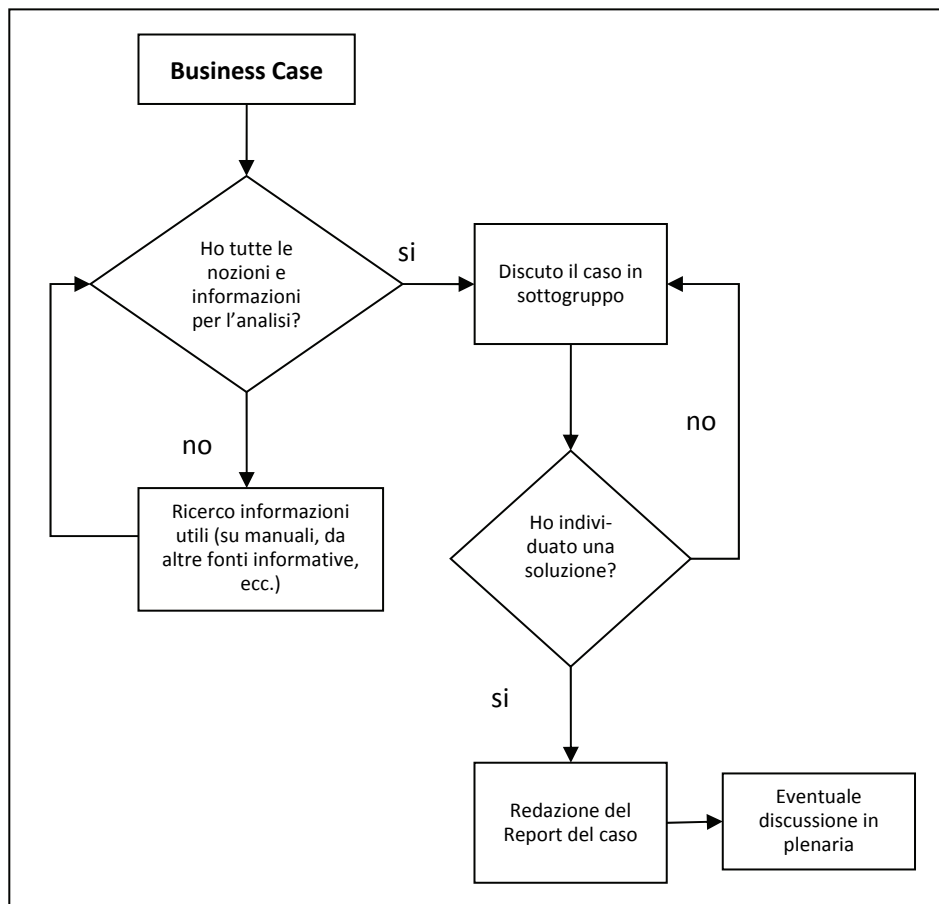 Business Case
Ho tutte le
nozioni e
informazioni
per l’analisi?
si
Discuto il caso in
sottogruppo
no
no
Ricerco informazioni
utili (su manuali, da
altre fonti informative,
ecc.)
Ho indivi-
duato una
soluzione?
si
Redazione del
Report del caso
Eventuale
discussione in
plenaria